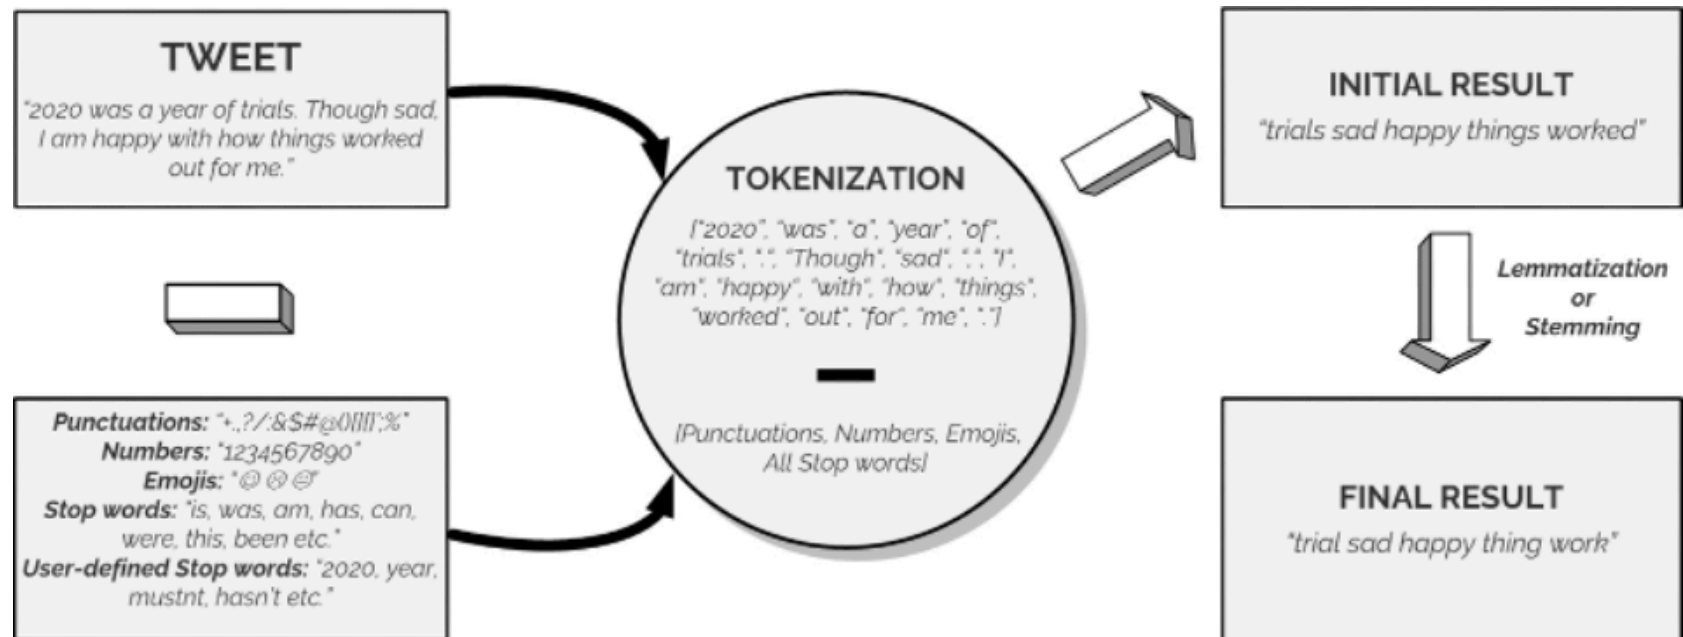 TWEET
"2020 was a year of trials. Though sad,
I am happy with how things worked
out for me."
Punctuations: "+.,?/:&$#@(){[}]';%"
Numbers: "1234567890"
Emojis: "☺☹😊"
Stop words: "is, was, am, has, can,
were, this, been etc."
User-defined Stop words: "2020, year,
mustnt, hasn't etc."
TOKENIZATION
["2020", "was", "a", "year", "of",
"trials", ".", "Though", "sad", ",", "I",
"am", "happy", "with", "how", "things",
"worked", "out", "for", "me", "."]
[Punctuations, Numbers, Emojis,
All Stop words]
INITIAL RESULT
"trials sad happy things worked"
Lemmatization
or
Stemming
FINAL RESULT
"trial sad happy thing work"